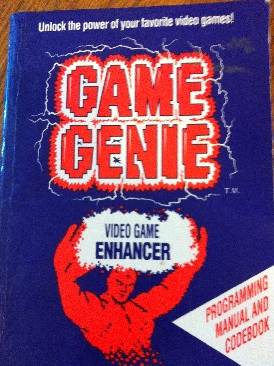 Unlock the power of your favorite video games!
GAME
GENIE
T.M.
VIDEO GAME
ENHANCER
PROGRAMMING
MANUAL AND
CODEBOOK